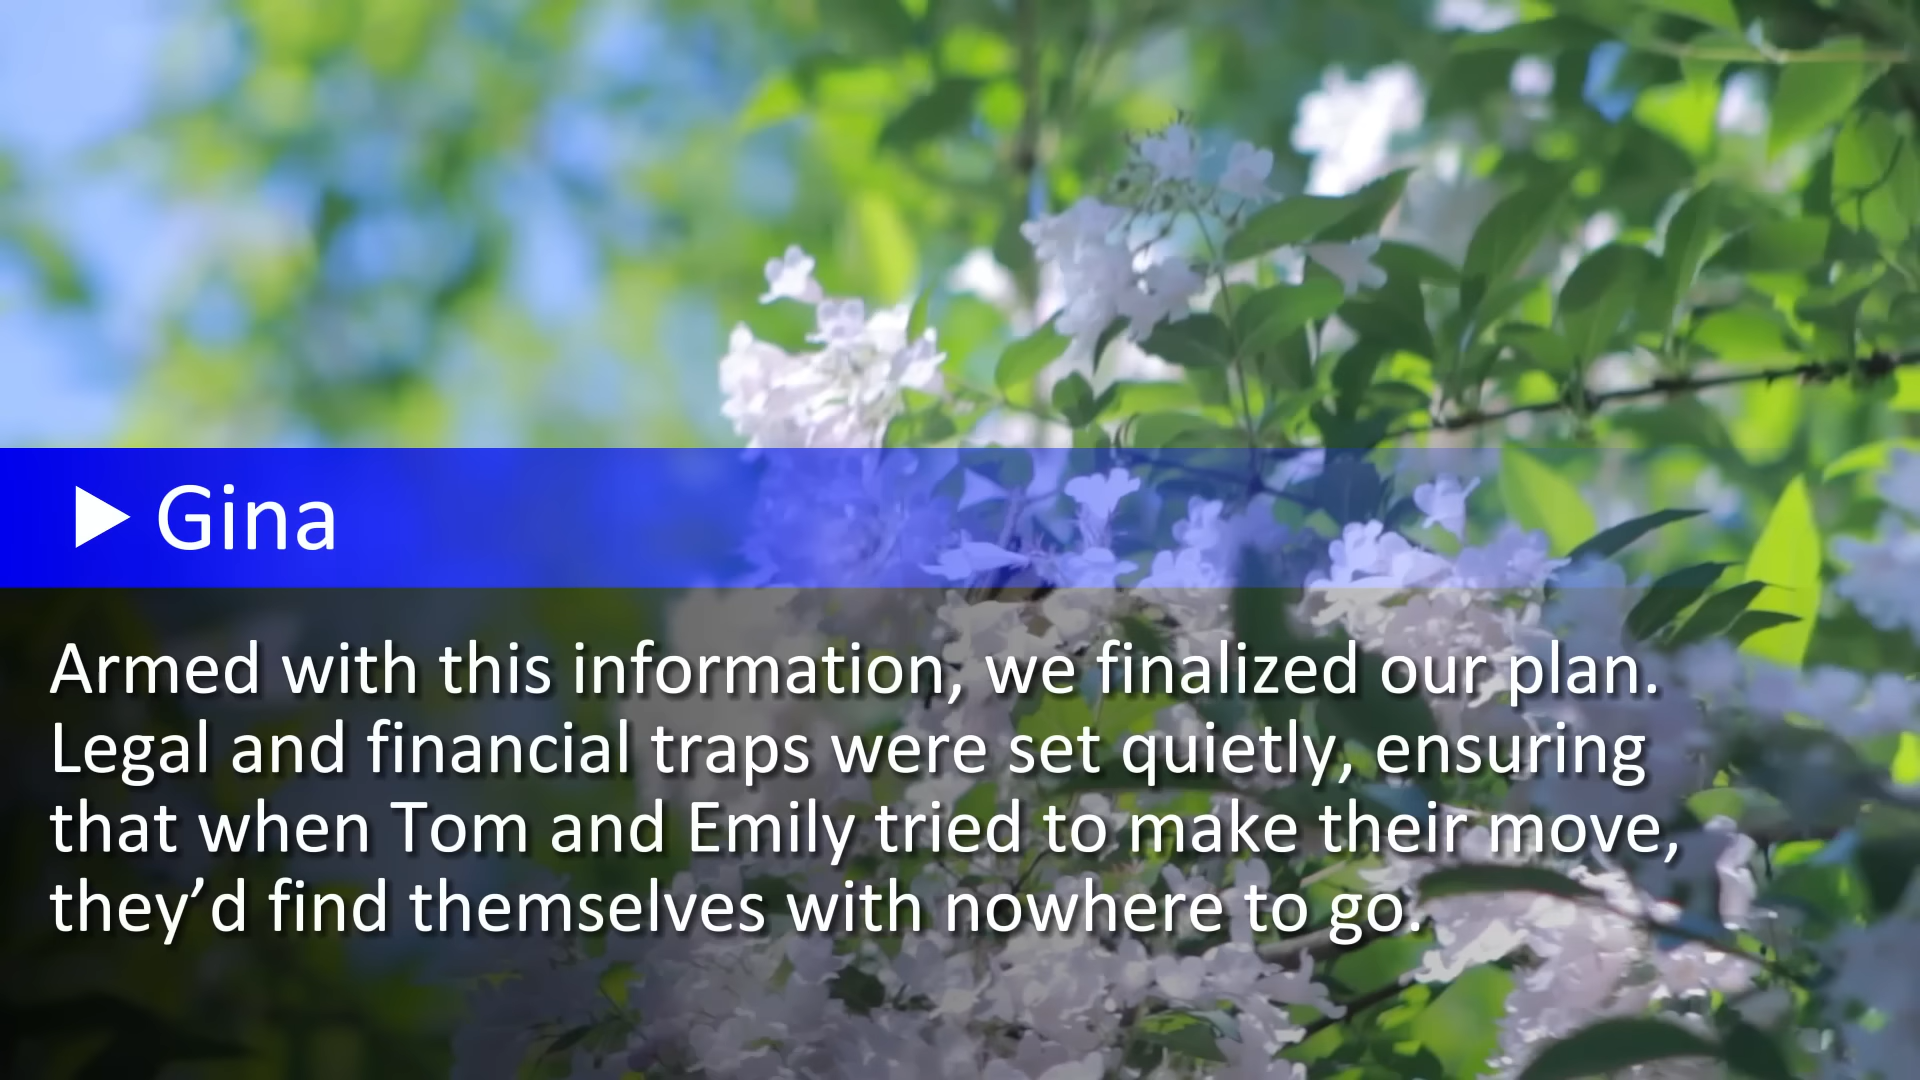 Gina
Armed with this information, we finalized our plan.
Legal and financial traps were set quietly, ensuring
that when Tom and Emily tried to make their move,
they’d find themselves with nowhere to go.